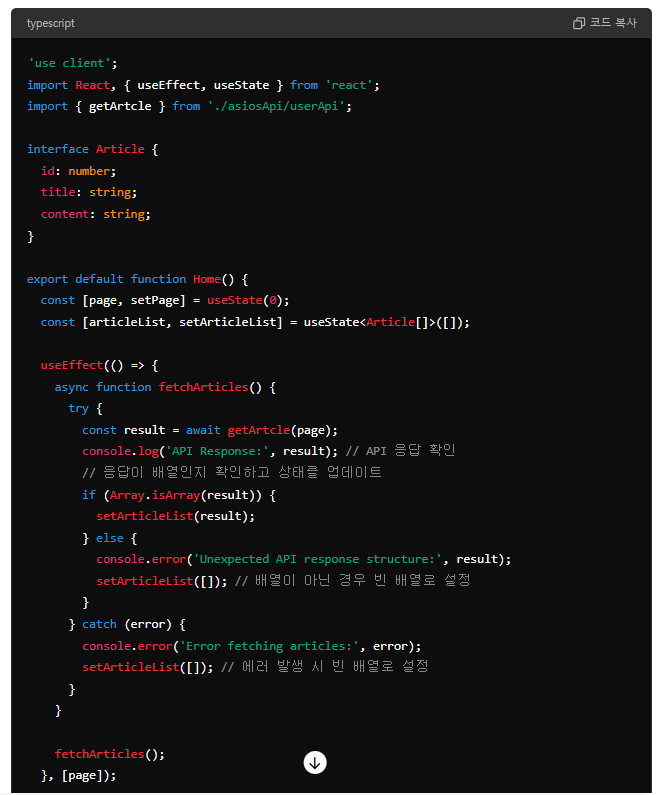 typescript
코드 복사
'use client';
import React, { useEffect, useState } from 'react';
import { getArtcle } from './asiosApi/userApi';
interface Article {
  id: number;
  title: string;
  content: string;
}
export default function Home() {
  const [page, setPage] = useState(0);
  const [articleList, setArticleList] = useState<Article[]>([]);
  useEffect(() => {
    async function fetchArticles() {
      try {
        const result = await getArtcle(page);
        console.log('API Response:', result); // API 응답 확인
        // 응답이 배열인지 확인하고 상태를 업데이트
        if (Array.isArray(result)) {
          setArticleList(result);
        } else {
          console.error('Unexpected API response structure:', result);
          setArticleList([]); // 배열이 아닌 경우 빈 배열로 설정
        }
      } catch (error) {
        console.error('Error fetching articles:', error);
        setArticleList([]); // 에러 발생 시 빈 배열로 설정
      }
    }
    fetchArticles();
  }, [page]);